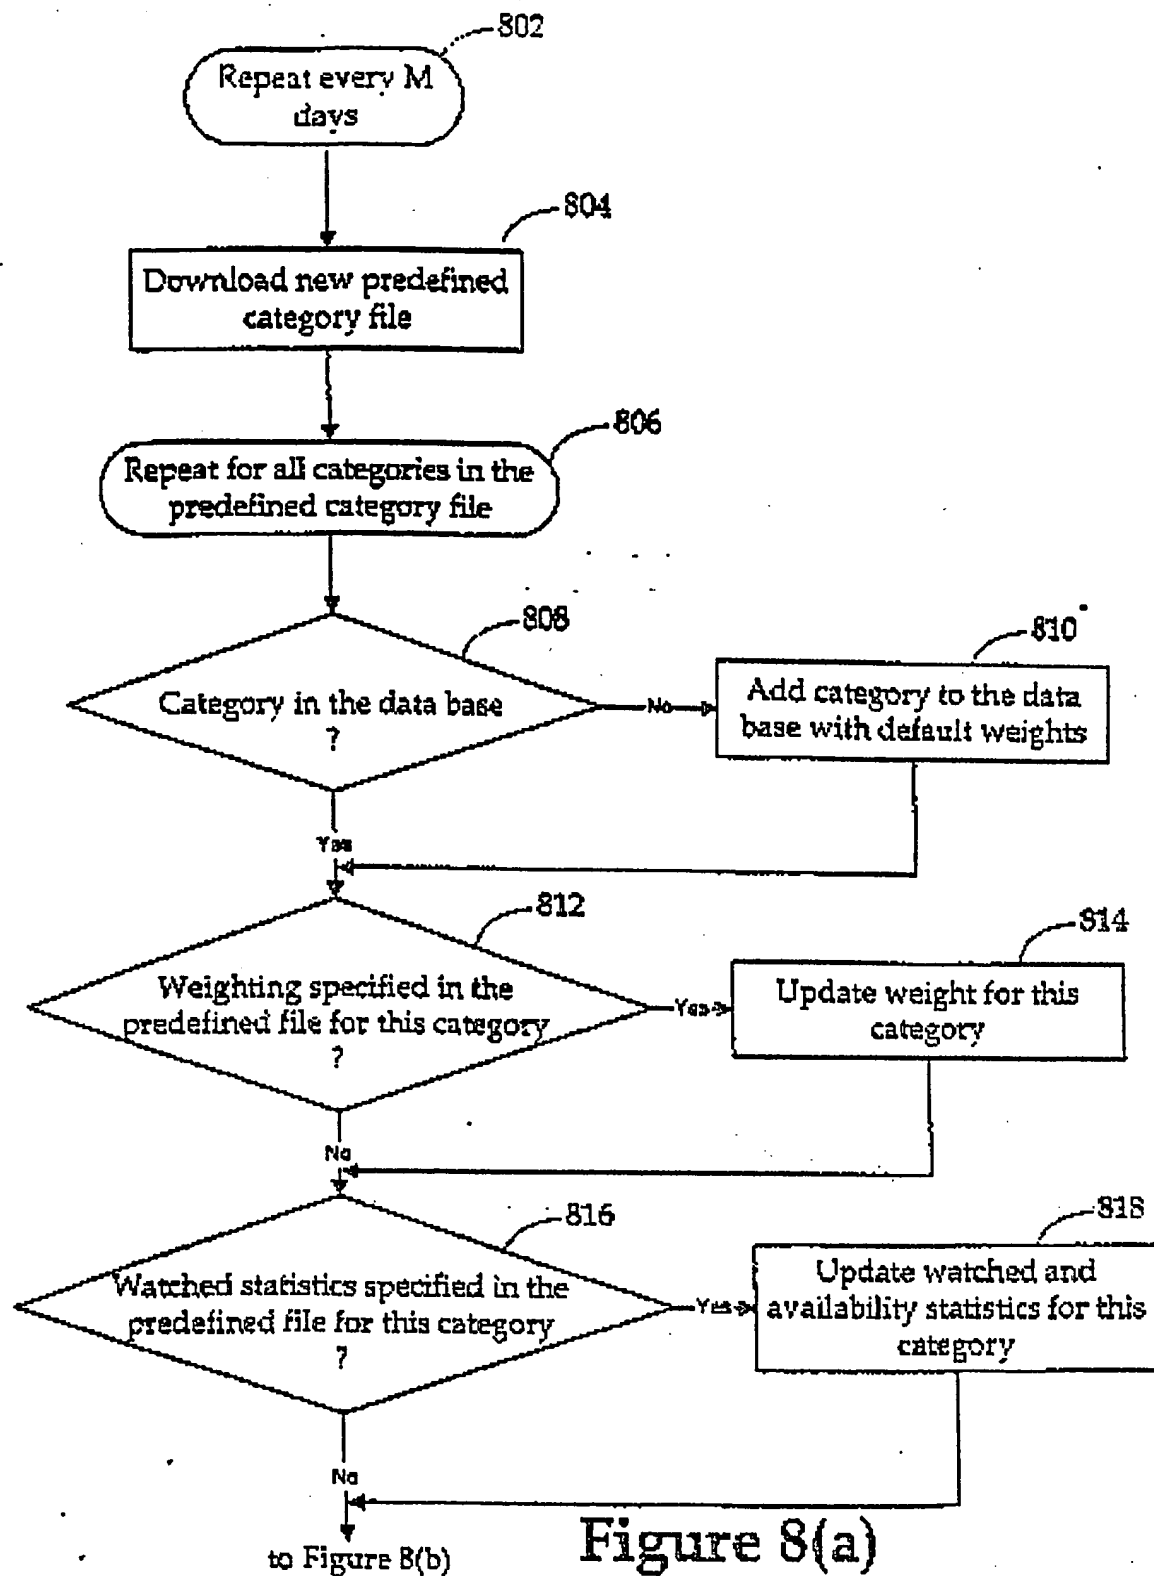 802
Repeat every M
days
804
Download new predefined
category file
806
Repeat for all categories in the
predefined category file
808
Category in the data base
?
No
810
Add category to the data
base with default weights
Yes
812
Weighting specified in the
predefined file for this category
?
Yes
814
Update weight for this
category
No
816
Watched statistics specified in the
predefined file for this category
?
Yes
818
Update watched and
availability statistics for this
category
No
to Figure 8(b)
Figure 8(a)